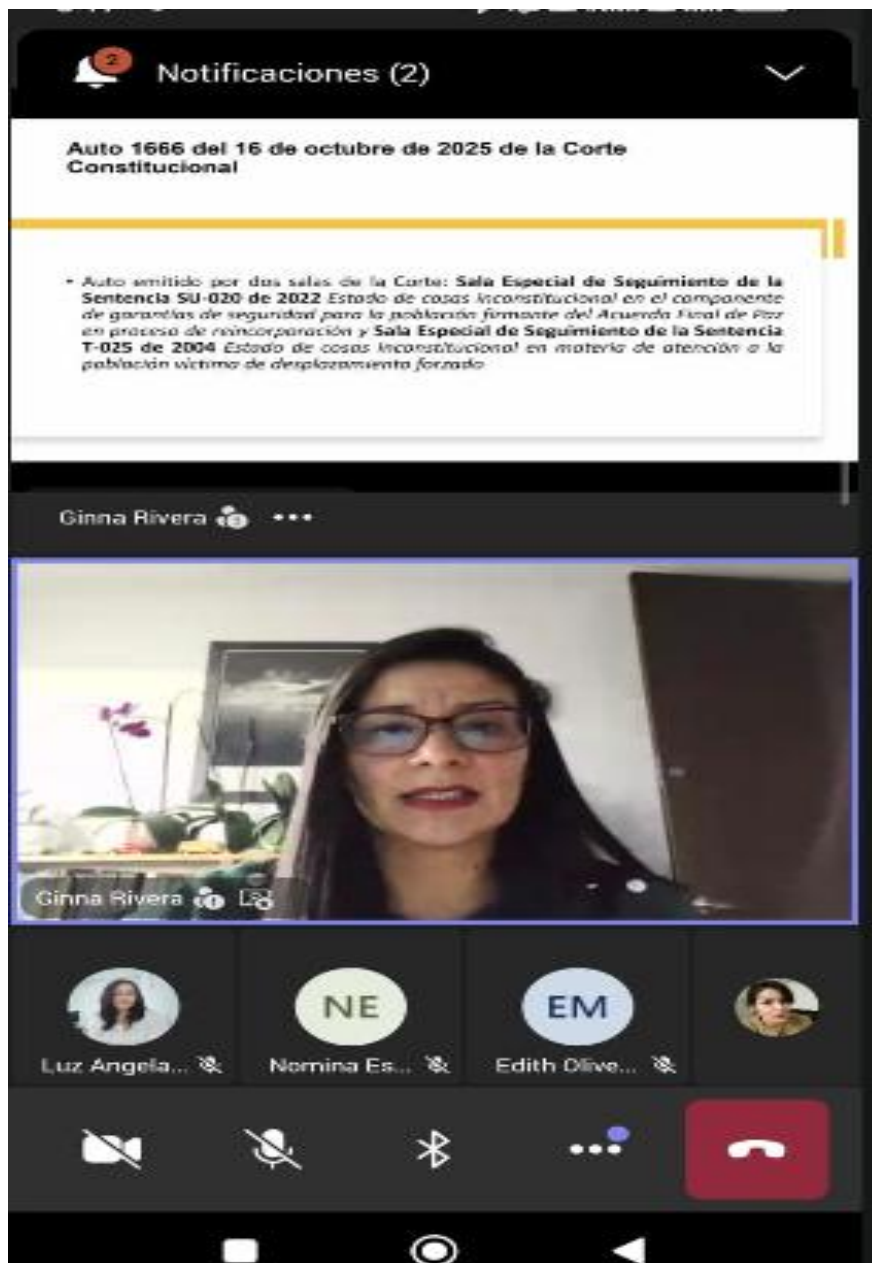 2
Notificaciones (2)
Auto 1666 del 16 de octubre de 2025 de la Corte
Constitucional
• Auto emitido por dos salas de la Corte: Sala Especial de Seguimiento de la
Sentencia SU-020 de 2022 Estado de cosas inconstitucional en el componente
de garantías de seguridad para la población firmante del Acuerdo Final de Paz
en proceso de reincorporación y Sala Especial de Seguimiento de la Sentencia
T-025 de 2004 Estado de cosas inconstitucional en materia de atención a la
población víctima de desplazamiento forzado
Ginna Rivera
Ginna Rivera
NE
EM
Luz Angela...
Nomina Es...
Edith Olive...